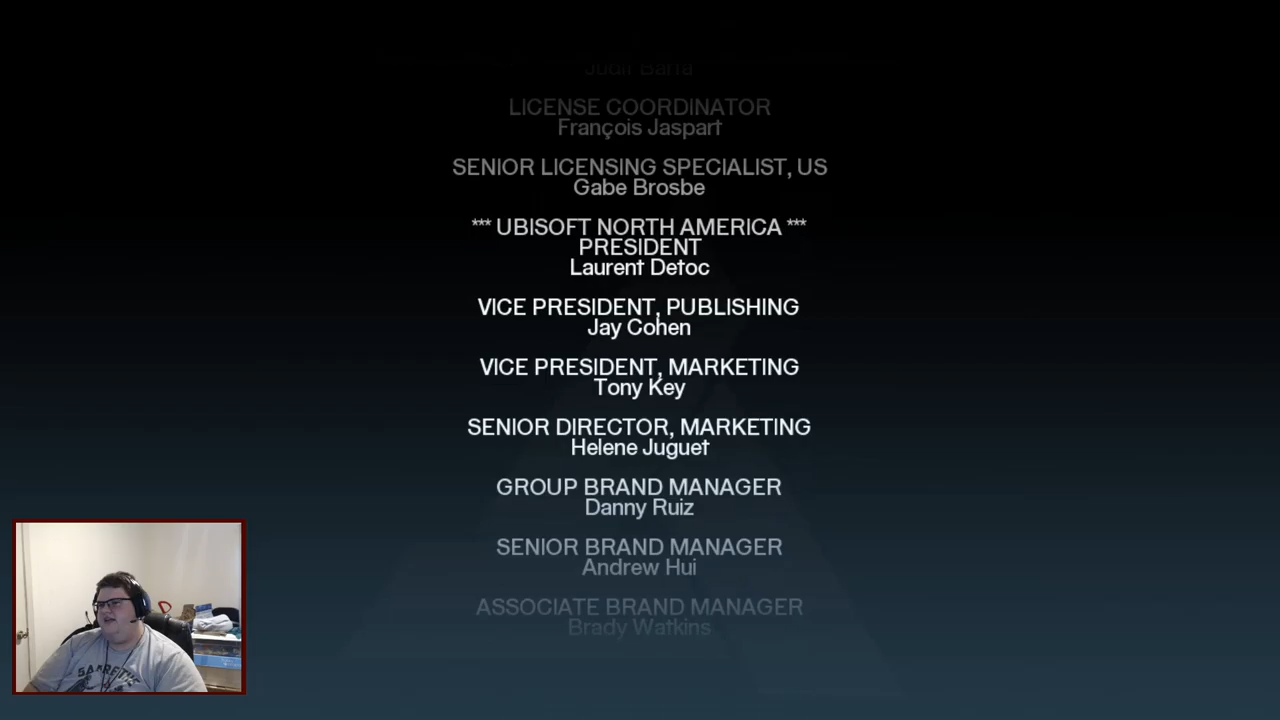 LICENSE COORDINATOR
François Jaspart
SENIOR LICENSING SPECIALIST, US
Gabe Brosbe
*** UBISOFT NORTH AMERICA ***
PRESIDENT
Laurent Detoc
VICE PRESIDENT, PUBLISHING
Jay Cohen
VICE PRESIDENT, MARKETING
Tony Key
SENIOR DIRECTOR, MARKETING
Helene Juguet
GROUP BRAND MANAGER
Danny Ruiz
SENIOR BRAND MANAGER
Andrew Hui
ASSOCIATE BRAND MANAGER
Brady Watkins